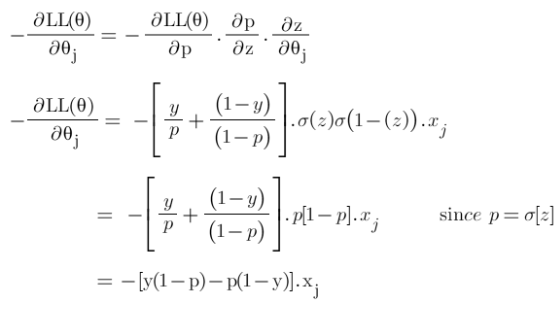 −∂LL(θ)/∂θⱼ = −∂LL(θ)/∂p · ∂p/∂z · ∂z/∂θⱼ
−∂LL(θ)/∂θⱼ = −[y/p + (1−y)/(1−p)].σ(z)σ(1−(z)).xⱼ
= −[y/p + (1−y)/(1−p)].p[1−p].xⱼ since p=σ[z]
= −[y(1−p)−p(1−y)].xⱼ